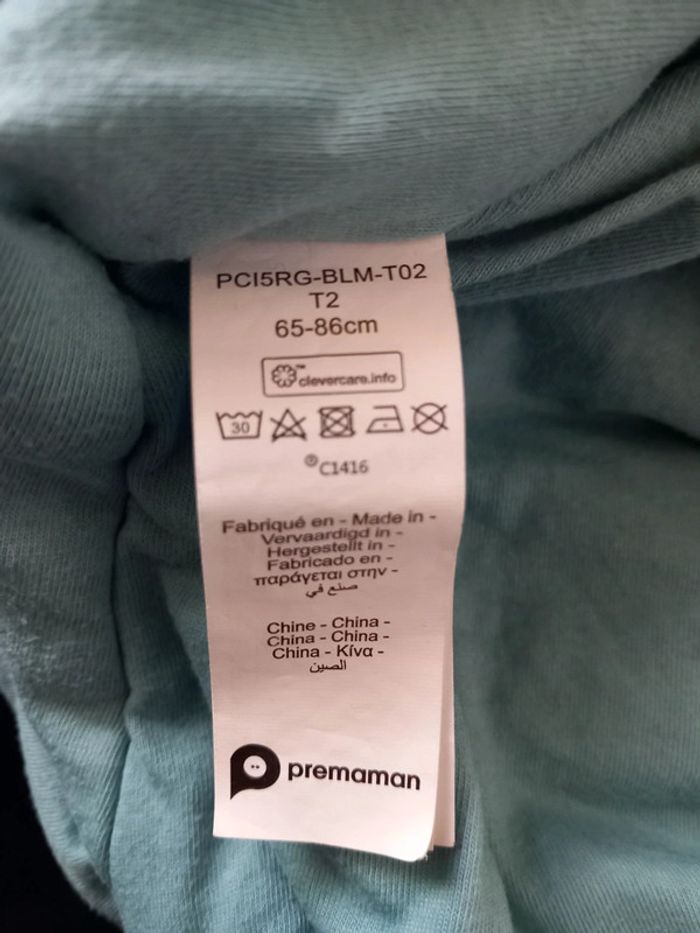 PCI5RG-BLM-T02
T2
65-86cm
™ clevercare.info
30
®C1416
Fabriqué en - Made in -
Vervaardigd in -
Hergestellt in -
Fabricado en -
παράγεται στην -
صنع في
Chine - China -
China - China -
China - Κίνα -
الصين
premaman